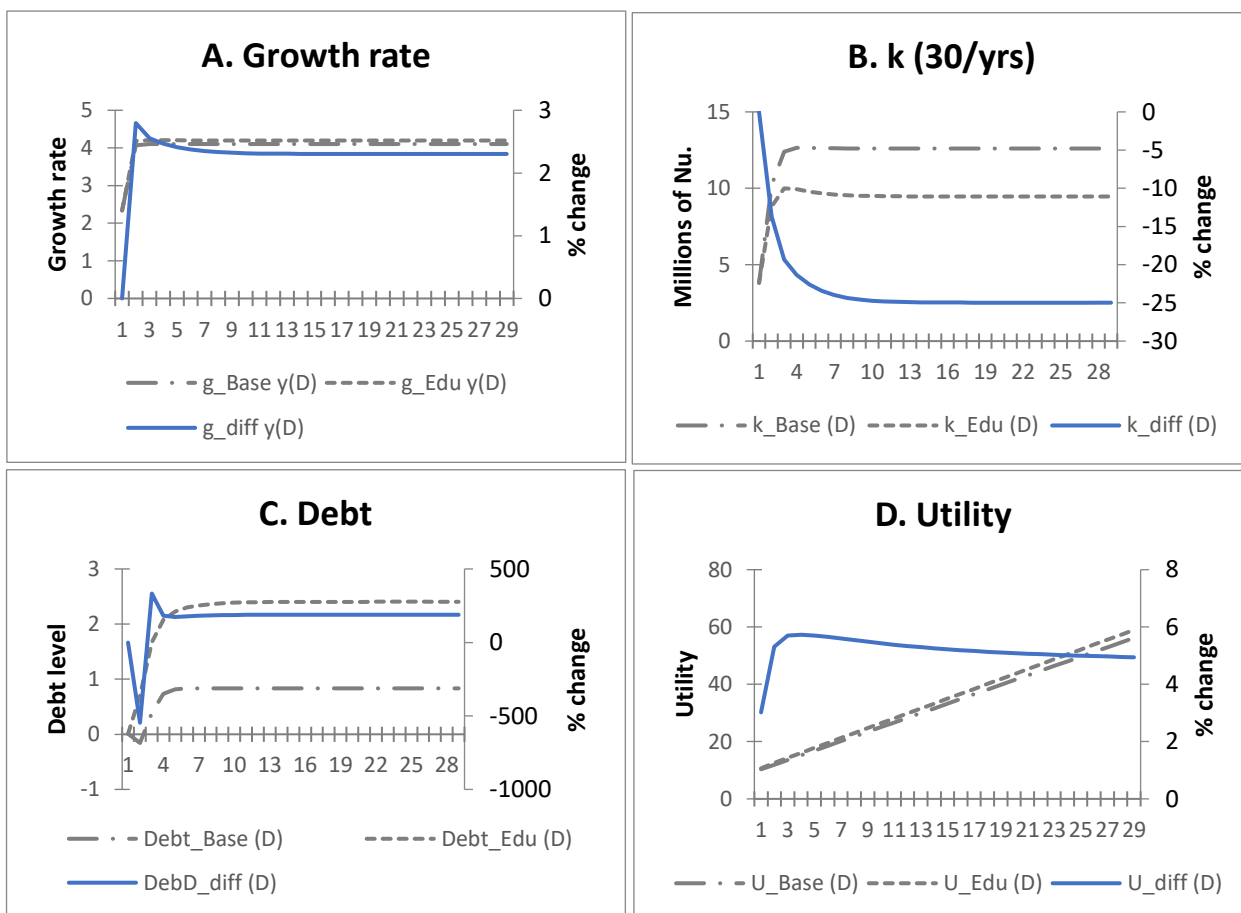 A. Growth rate
5
4
3
2
1
0
Growth rate
3
2
1
0
% change
1 3 5 7 9 11 13 15 17 19 21 23 25 27 29
g_Base y(D) g_Edu y(D)
g_diff y(D)
B. k (30/yrs)
15
10
5
0
Millions of Nu.
0
-5
-10
-15
-20
-25
-30
% change
1 4 7 10 13 16 19 22 25 28
k_Base (D) k_Edu (D) k_diff (D)
C. Debt
3
2
1
0
-1
Debt level
500
0
-500
-1000
% change
1 4 7 10 13 16 19 22 25 28
Debt_Base (D) Debt_Edu (D)
DebD_diff (D)
D. Utility
80
60
40
20
0
Utility
8
6
4
2
0
% change
1 3 5 7 9 11 13 15 17 19 21 23 25 27 29
U_Base (D) U_Edu (D) U_diff (D)